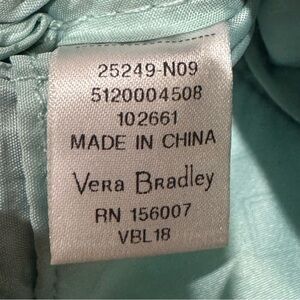 25249-N09
5120004508
102661
MADE IN CHINA
Vera Bradley
RN 156007
VBL18